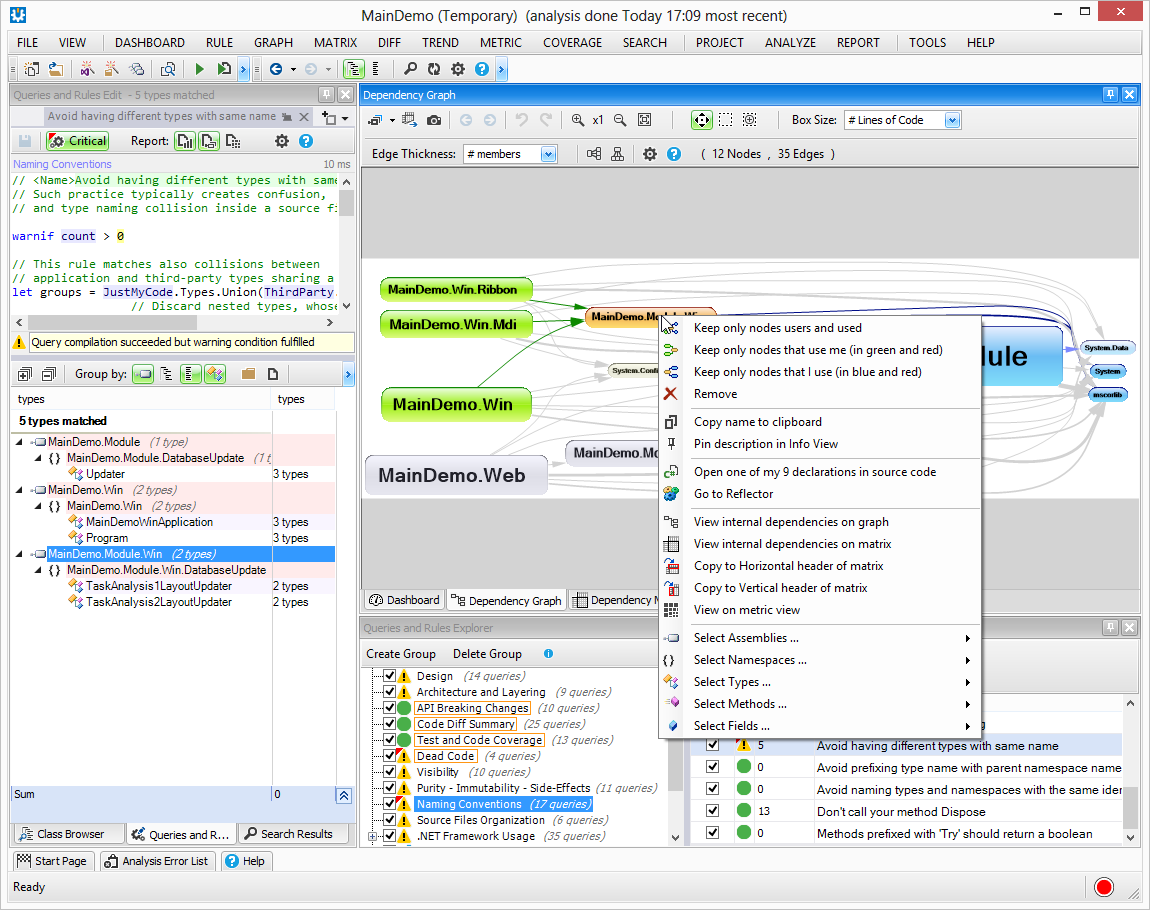 MainDemo (Temporary)  (analysis done Today 17:09 most recent)
FILE VIEW DASHBOARD RULE GRAPH MATRIX DIFF TREND METRIC COVERAGE SEARCH PROJECT ANALYZE REPORT TOOLS HELP
Queries and Rules Edit - 5 types matched
Avoid having different types with same name
Critical Report:
Naming Conventions 10 ms
// <Name>Avoid having different types with same
// Such practice typically creates confusion,
// and type naming collision inside a source fi
warnif count > 0
// This rule matches also collisions between
// application and third-party types sharing a
let groups = JustMyCode.Types.Union(ThirdParty.
// Discard nested types, whose
Query compilation succeeded but warning condition fulfilled
Group by:
types types
5 types matched
MainDemo.Module (1 type)
{ } MainDemo.Module.DatabaseUpdate (1 t
Updater 3 types
MainDemo.Win (2 types)
{ } MainDemo.Win (2 types)
MainDemoWinApplication 3 types
Program 3 types
MainDemo.Module.Win (2 types)
{ } MainDemo.Module.Win.DatabaseUpdate
TaskAnalysis1LayoutUpdater 2 types
TaskAnalysis2LayoutUpdater 2 types
Sum 0
Class Browser Queries and R... Search Results
Dependency Graph
x1 Box Size: # Lines of Code
Edge Thickness: # members ( 12 Nodes , 35 Edges )
MainDemo.Win.Ribbon
MainDemo.Win.Mdi
MainDemo.Win
MainDemo.Web
MainDemo.Module.Win
System.Confi
MainDemo.Mo
dule
System.Data
System
mscorlib
Keep only nodes users and used
Keep only nodes that use me (in green and red)
Keep only nodes that I use (in blue and red)
Remove
Copy name to clipboard
Pin description in Info View
Open one of my 9 declarations in source code
Go to Reflector
View internal dependencies on graph
View internal dependencies on matrix
Copy to Horizontal header of matrix
Copy to Vertical header of matrix
View on metric view
Select Assemblies ...
{} Select Namespaces ...
Select Types ...
Select Methods ...
Select Fields ...
Dashboard Dependency Graph Dependency M
Queries and Rules Explorer
Create Group Delete Group
Design (14 queries)
Architecture and Layering (9 queries)
API Breaking Changes (10 queries)
Code Diff Summary (25 queries)
Test and Code Coverage (13 queries)
Dead Code (4 queries)
Visibility (10 queries)
Purity - Immutability - Side-Effects (11 queries)
Naming Conventions (17 queries)
Source Files Organization (6 queries)
.NET Framework Usage (35 queries)
5 Avoid having different types with same name
0 Avoid prefixing type name with parent namespace name
0 Avoid naming types and namespaces with the same iden
13 Don't call your method Dispose
0 Methods prefixed with 'Try' should return a boolean
Start Page Analysis Error List Help
Ready